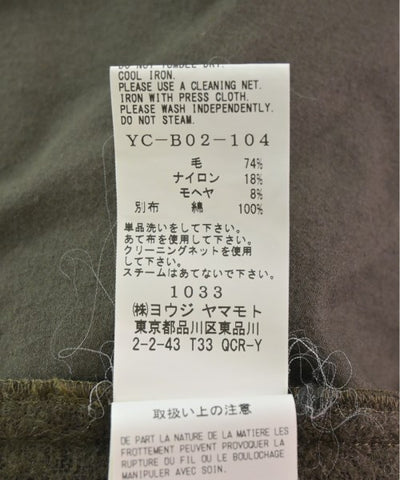 DO NOT TUMBLE DRY.
COOL IRON.
PLEASE USE A CLEANING NET.
IRON WITH PRESS CLOTH.
PLEASE WASH INDEPENDENTLY.
DO NOT STEAM.
YC-B02-104
毛 74%
ナイロン 18%
モヘヤ 8%
別布 綿 100%
単品洗いをして下さい。
あて布を使用して下さい。
クリーニングネットを使用
して下さい。
スチームはあてないで下さい。
1033
㈱ヨウジ ヤマモト
東京都品川区東品川
2-2-43 T33 QCR-Y
取扱い上の注意
DE PART LA NATURE DE LA MATIERE LES
FROTTEMENT PEUVENT PROVOQUER LA
RUPTURE DU FIL OU LE BOULOCHAGE
MANIPULER AVEC SOIN.